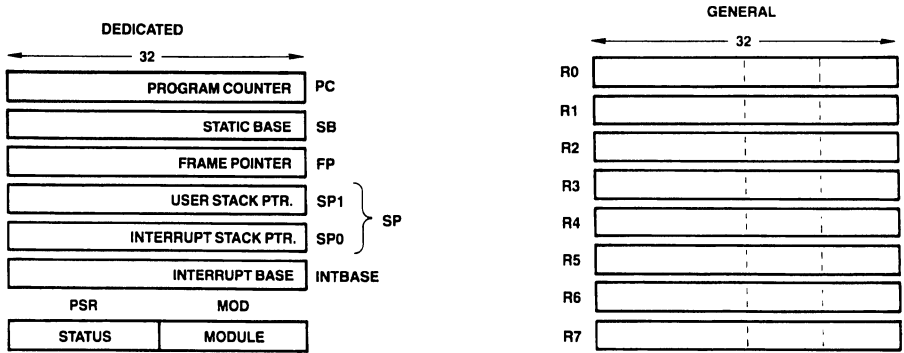 DEDICATED
32
PROGRAM COUNTER PC
STATIC BASE SB
FRAME POINTER FP
USER STACK PTR. SP1
SP
INTERRUPT STACK PTR. SP0
INTERRUPT BASE INTBASE
PSR MOD
STATUS MODULE
GENERAL
32
R0
R1
R2
R3
R4
R5
R6
R7